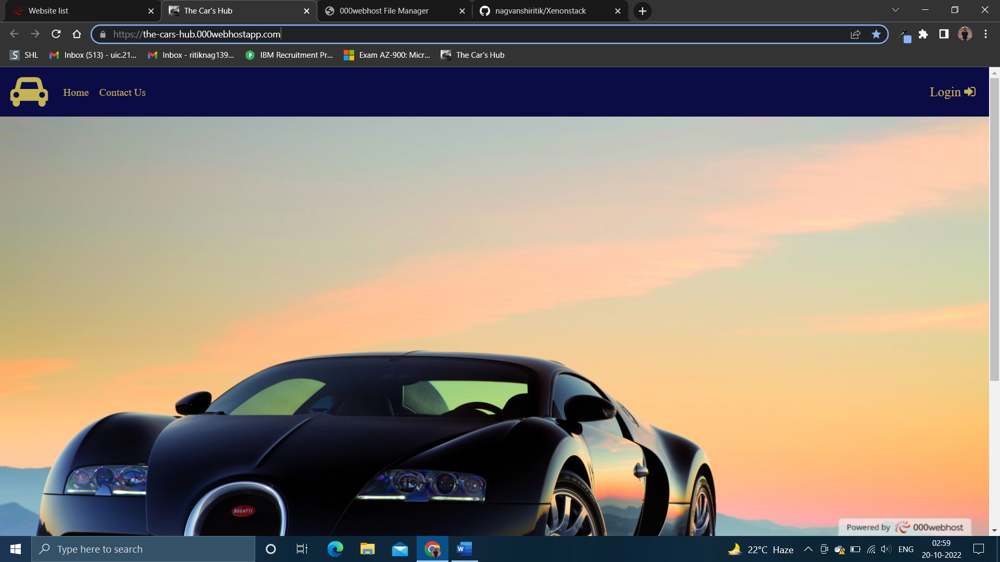 Website list
The Car's Hub
000webhost File Manager
nagvanshiritik/Xenonstack
https://the-cars-hub.000webhostapp.com
SHL
Inbox (513) - uic.21...
Inbox - ritiknag139...
IBM Recruitment Pr...
Exam AZ-900: Micr...
The Car's Hub
Home
Contact Us
Login
BUGATTI
Powered by 000webhost
Type here to search
22°C Haze
ENG
02:59
20-10-2022